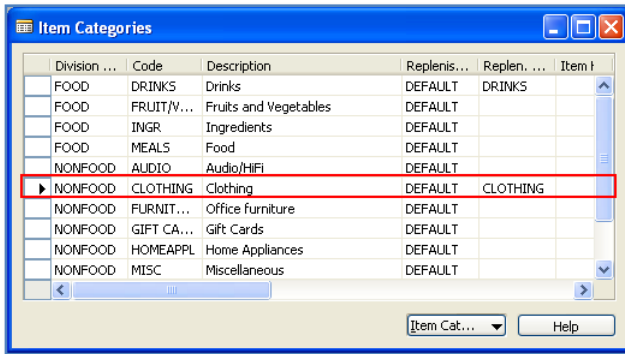 Item Categories
Division ... Code Description Replenis... Replen. ... Item H
FOOD DRINKS Drinks DEFAULT DRINKS
FOOD FRUIT/V... Fruits and Vegetables DEFAULT
FOOD INGR Ingredients DEFAULT
FOOD MEALS Food DEFAULT
NONFOOD AUDIO Audio/HiFi DEFAULT
NONFOOD CLOTHING Clothing DEFAULT CLOTHING
NONFOOD FURNIT... Office furniture DEFAULT
NONFOOD GIFT CA... Gift Cards DEFAULT
NONFOOD HOMEAPPL Home Appliances DEFAULT
NONFOOD MISC Miscellaneous DEFAULT
Item Cat... Help